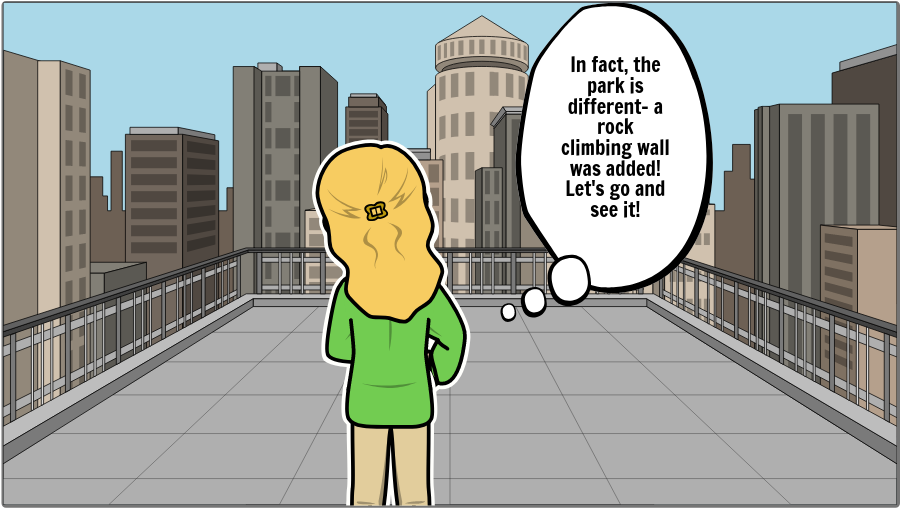 In fact, the
park is
different- a
rock
climbing wall
was added!
Let's go and
see it!